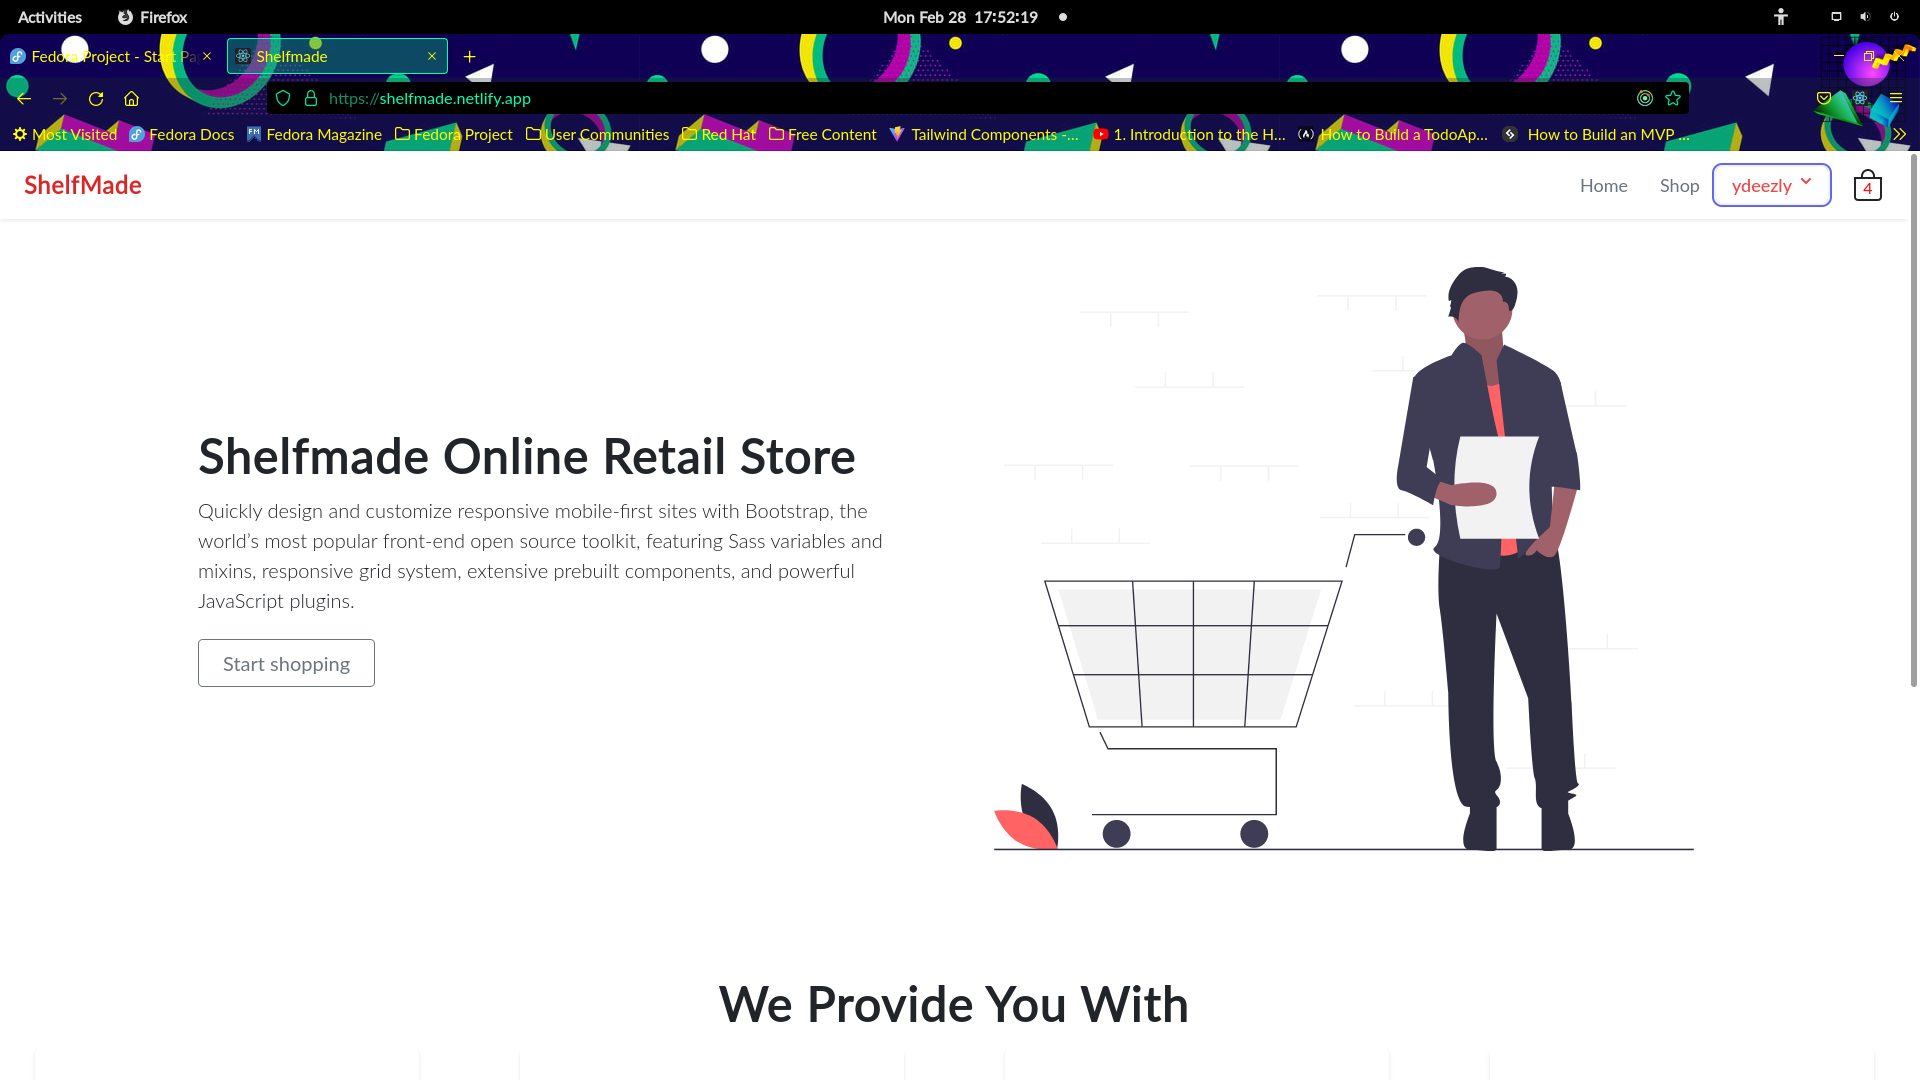 Activities Firefox Mon Feb 28 17:52:19
Fedora Project - Start Pa Shelfmade
https://shelfmade.netlify.app
Most Visited Fedora Docs Fedora Magazine Fedora Project User Communities Red Hat Free Content Tailwind Components -... 1. Introduction to the H... How to Build a TodoAp... How to Build an MVP ...
ShelfMade Home Shop ydeezly 4
Shelfmade Online Retail Store
Quickly design and customize responsive mobile-first sites with Bootstrap, the
world’s most popular front-end open source toolkit, featuring Sass variables and
mixins, responsive grid system, extensive prebuilt components, and powerful
JavaScript plugins.
Start shopping
We Provide You With